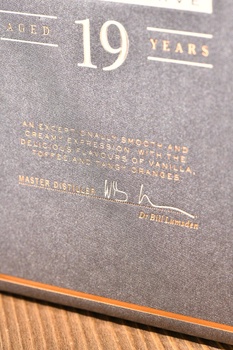 AGED 19 YEARS
AN EXCEPTIONALLY SMOOTH AND
CREAMY EXPRESSION, WITH THE
DELICIOUS FLAVOURS OF VANILLA,
TOFFEE AND TANGY ORANGES
MASTER DISTILLER
Dr Bill Lumsden